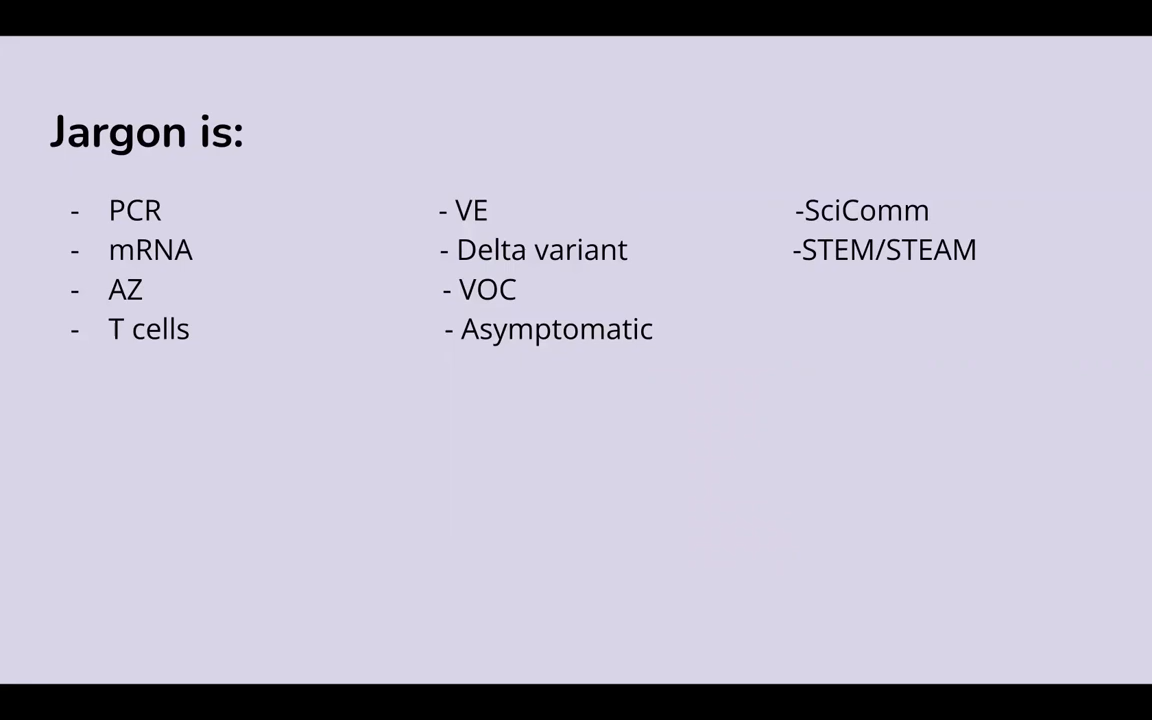 Jargon is:
- PCR
- mRNA
- AZ
- T cells
- VE
- Delta variant
- VOC
- Asymptomatic
-SciComm
-STEM/STEAM